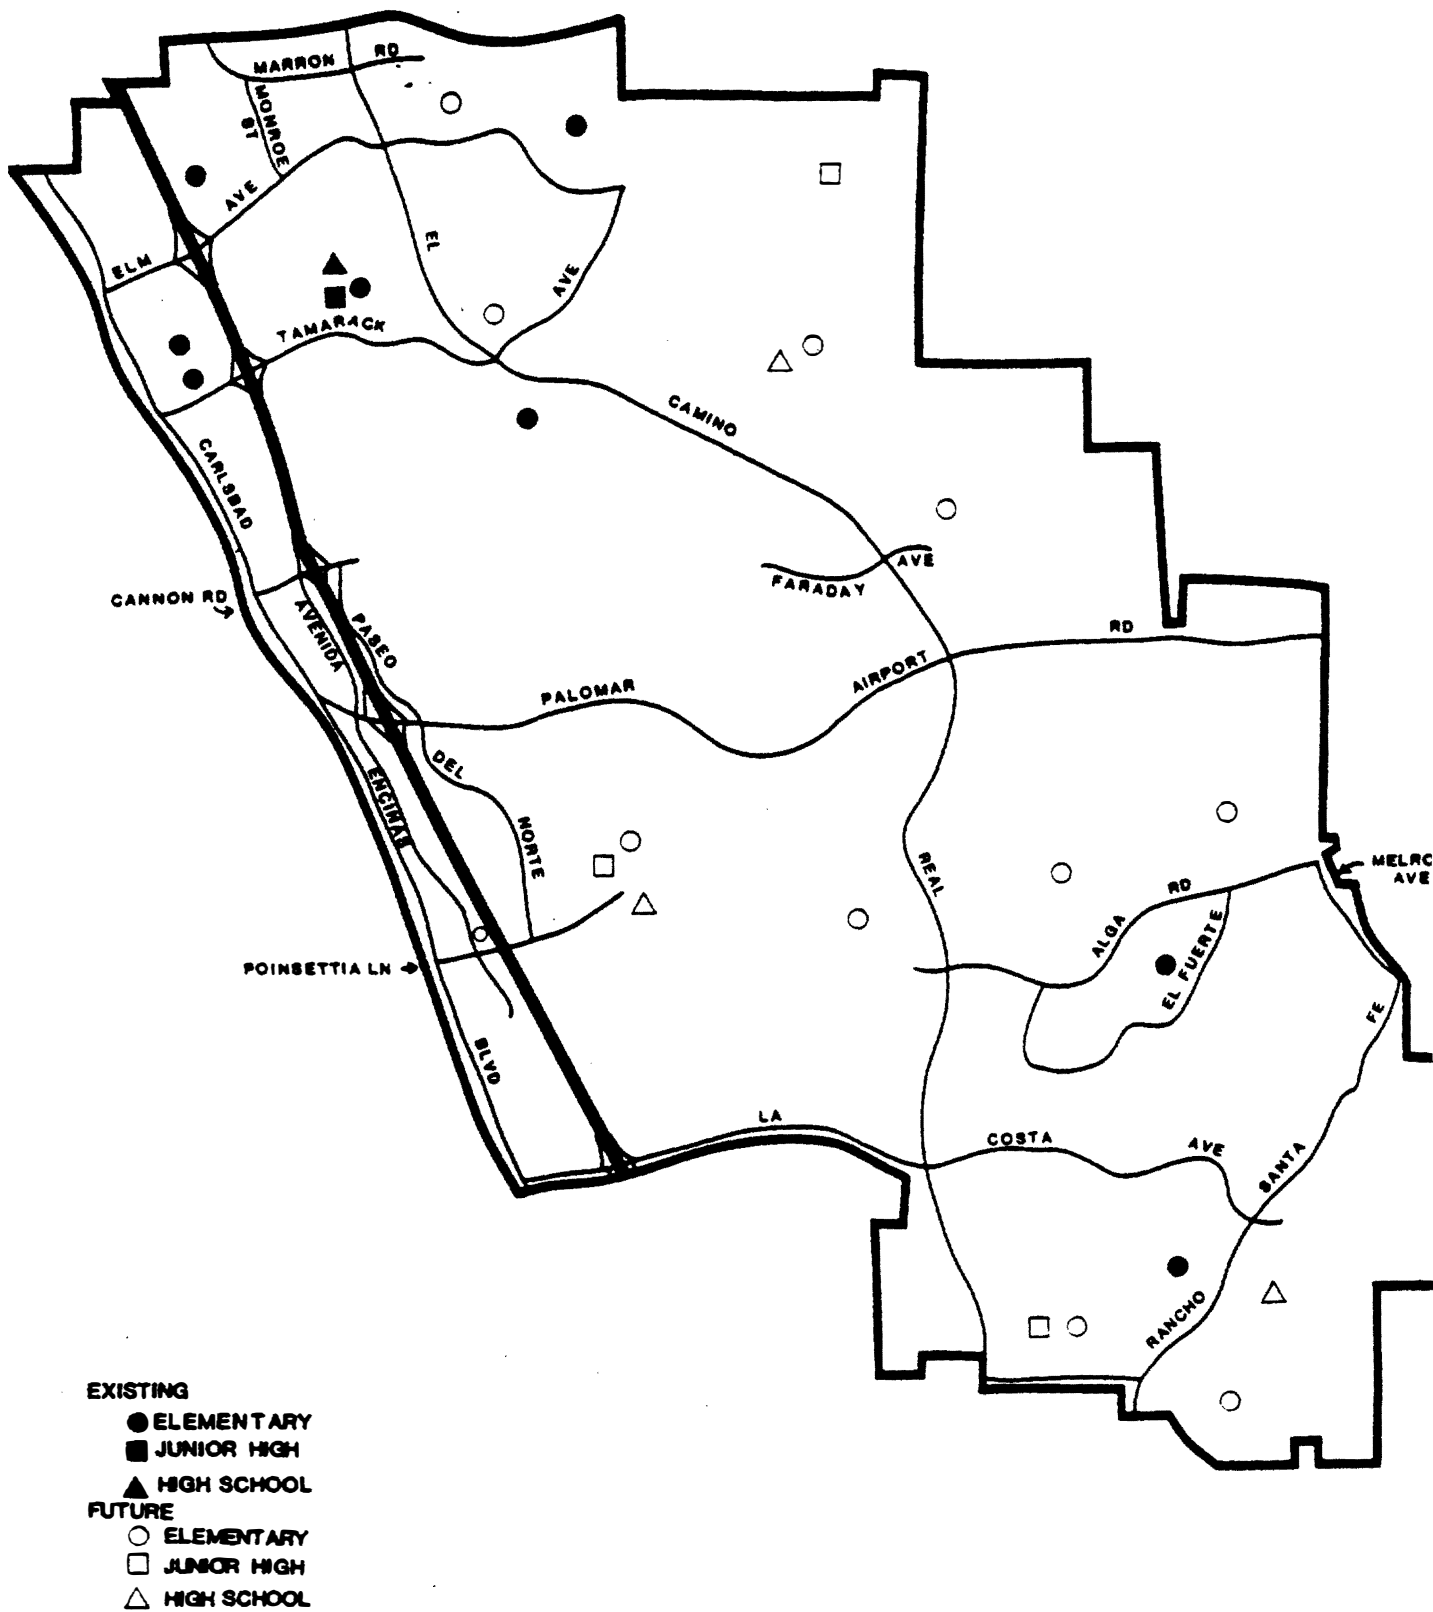 MARRON RD
MONROE ST
ELM AVE
EL
TAMARACK AVE
CAMINO
CARLSBAD
CANNON RD
FARADAY AVE
AVENIDA
PASEO
PALOMAR AIRPORT RD
DEL
ENCINAS
NORTE
REAL
MELRO
AVE
ALGA RD
EL FUERTE
POINSETTIA LN
BLVD
LA COSTA AVE
RANCHO SANTA FE
EXISTING
ELEMENTARY
JUNIOR HIGH
HIGH SCHOOL
FUTURE
ELEMENTARY
JUNIOR HIGH
HIGH SCHOOL